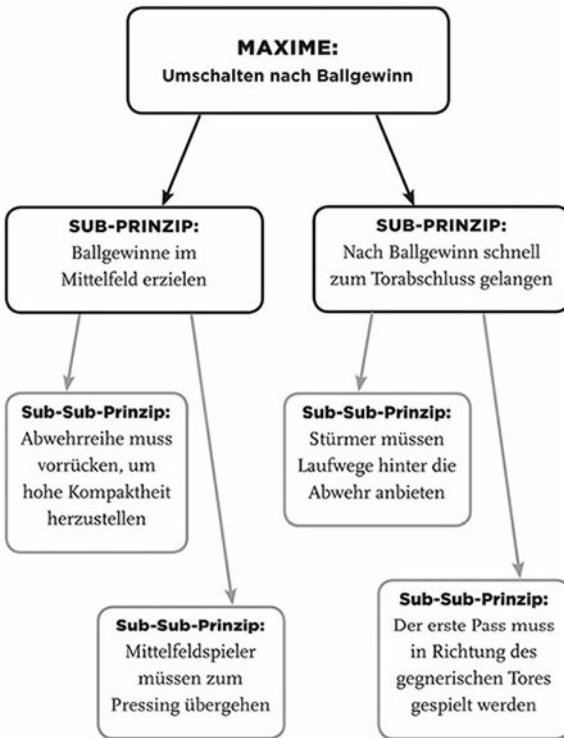 MAXIME:
Umschalten nach Ballgewinn
SUB-PRINZIP:
Ballgewinne im
Mittelfeld erzielen
SUB-PRINZIP:
Nach Ballgewinn schnell
zum Torabschluss gelangen
Sub-Sub-Prinzip:
Abwehrreihe muss
vorrücken, um
hohe Kompaktheit
herzustellen
Sub-Sub-Prinzip:
Stürmer müssen
Laufwege hinter die
Abwehr anbieten
Sub-Sub-Prinzip:
Mittelfeldspieler
müssen zum
Pressing übergehen
Sub-Sub-Prinzip:
Der erste Pass muss
in Richtung des
gegnerischen Tores
gespielt werden